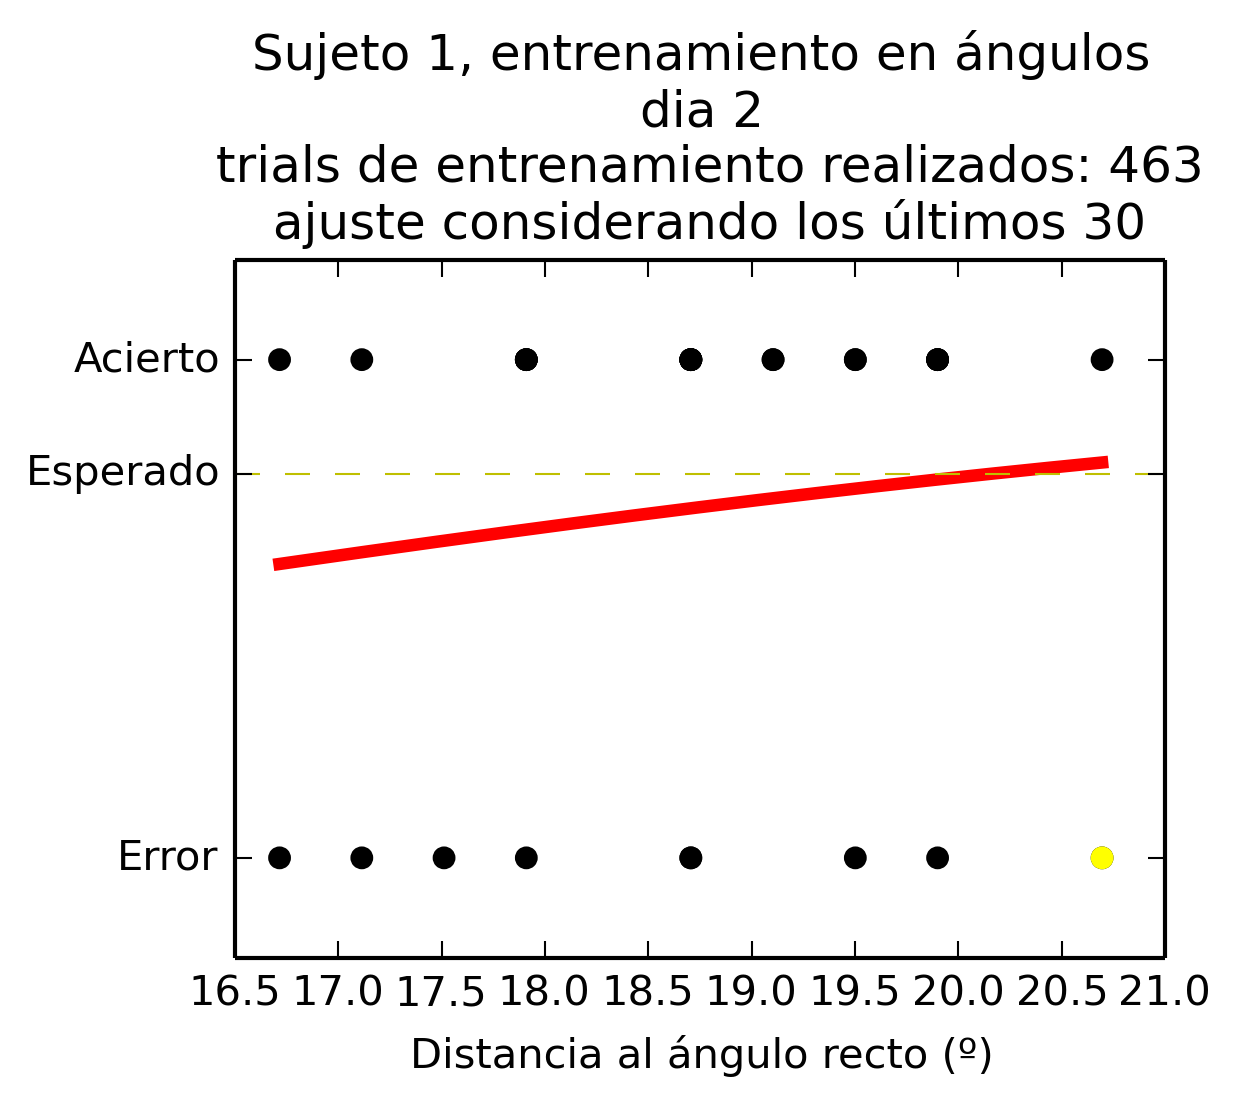 Sujeto 1, entrenamiento en ángulos
dia 2
trials de entrenamiento realizados: 463
ajuste considerando los últimos 30
Acierto
Esperado
Error
16.5 17.0 17.5 18.0 18.5 19.0 19.5 20.0 20.5 21.0
Distancia al ángulo recto (º)